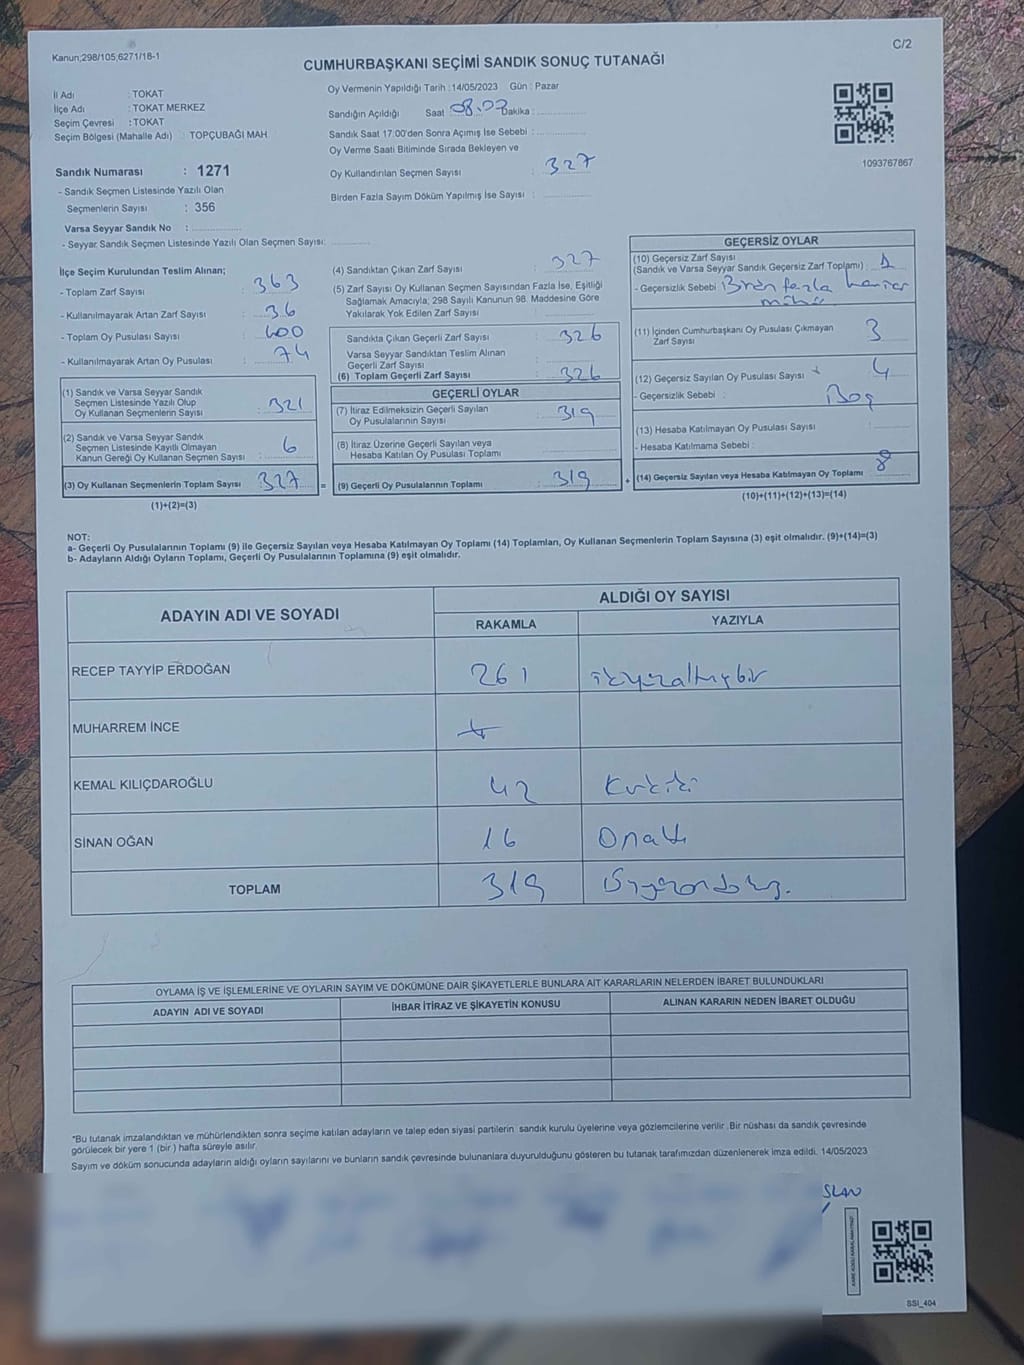 Kanun;298/105;6271/18-1
C/2
CUMHURBAŞKANI SEÇİMİ SANDIK SONUÇ TUTANAĞI
İl Adı : TOKAT
İlçe Adı : TOKAT MERKEZ
Seçim Çevresi : TOKAT
Seçim Bölgesi (Mahalle Adı) : TOPÇUBAĞI MAH.
Oy Vermenin Yapıldığı Tarih : 14/05/2023 Gün : Pazar
Sandığın Açıldığı Saat 08.07 Dakika :
Sandık Saat 17:00'den Sonra Açımış İse Sebebi :
Oy Verme Saati Bitiminde Sırada Bekleyen ve
Oy Kullandırılan Seçmen Sayısı : 327
Birden Fazla Sayım Döküm Yapılmış İse Sayısı :
1093767867
Sandık Numarası : 1271
- Sandık Seçmen Listesinde Yazılı Olan
Seçmenlerin Sayısı : 356
Varsa Seyyar Sandık No :
- Seyyar Sandık Seçmen Listesinde Yazılı Olan Seçmen Sayısı:
İlçe Seçim Kurulundan Teslim Alınan;
- Toplam Zarf Sayısı : 363
- Kullanılmayarak Artan Zarf Sayısı : 36
- Toplam Oy Pusulası Sayısı : 400
- Kullanılmayarak Artan Oy Pusulası : 74
(1) Sandık ve Varsa Seyyar Sandık
Seçmen Listesinde Yazılı Olup
Oy Kullanan Seçmenlerin Sayısı : 321
(2) Sandık ve Varsa Seyyar Sandık
Seçmen Listesinde Kayıtlı Olmayan
Kanun Gereği Oy Kullanan Seçmen Sayısı : 6
(3) Oy Kullanan Seçmenlerin Toplam Sayısı : 327 =
(1)+(2)=(3)
(4) Sandıktan Çıkan Zarf Sayısı : 327
(5) Zarf Sayısı Oy Kullanan Seçmen Sayısından Fazla İse, Eşitliği
Sağlamak Amacıyla; 298 Sayılı Kanunun 98. Maddesine Göre
Yakılarak Yok Edilen Zarf Sayısı :
Sandıkta Çıkan Geçerli Zarf Sayısı : 326
Varsa Seyyar Sandıktan Teslim Alınan
Geçerli Zarf Sayısı :
(6) Toplam Geçerli Zarf Sayısı : 326
GEÇERLİ OYLAR
(7) İtiraz Edilmeksizin Geçerli Sayılan
Oy Pusulalarının Sayısı : 319
(8) İtiraz Üzerine Geçerli Sayılan veya
Hesaba Katılan Oy Pusulası Toplamı :
(9) Geçerli Oy Pusulalarının Toplamı : 319 +
GEÇERSİZ OYLAR
(10) Geçersiz Zarf Sayısı
(Sandık ve Varsa Seyyar Sandık Geçersiz Zarf Toplamı) : 1
- Geçersizlik Sebebi : Birden fazla
(11) İçinden Cumhurbaşkanı Oy Pusulası Çıkmayan
Zarf Sayısı : 3
(12) Geçersiz Sayılan Oy Pusulası Sayısı : 4
- Geçersizlik Sebebi : Boş
(13) Hesaba Katılmayan Oy Pusulası Sayısı :
- Hesaba Katılmama Sebebi :
(14) Geçersiz Sayılan veya Hesaba Katılmayan Oy Toplamı : 8
(10)+(11)+(12)+(13)=(14)
NOT:
a- Geçerli Oy Pusulalarının Toplamı (9) ile Geçersiz Sayılan veya Hesaba Katılmayan Oy Toplamı (14) Toplamları, Oy Kullanan Seçmenlerin Toplam Sayısına (3) eşit olmalıdır. (9)+(14)=(3)
b- Adayların Aldığı Oyların Toplamı, Geçerli Oy Pusulalarının Toplamına (9) eşit olmalıdır.
ADAYIN ADI VE SOYADI
ALDIĞI OY SAYISI
RAKAMLA
YAZIYLA
RECEP TAYYİP ERDOĞAN 261 ikiyüzaltmışbir
MUHARREM İNCE
KEMAL KILIÇDAROĞLU 42 Kırkiki
SİNAN OĞAN 16 Onaltı
TOPLAM 319 Üçyüzondokuz.
OYLAMA İŞ VE İŞLEMLERİNE VE OYLARIN SAYIM VE DÖKÜMÜNE DAİR ŞİKAYETLERLE BUNLARA AİT KARARLARIN NELERDEN İBARET BULUNDUKLARI
ADAYIN ADI VE SOYADI
İHBAR İTİRAZ VE ŞİKAYETİN KONUSU
ALINAN KARARIN NEDEN İBARET OLDUĞU
*Bu tutanak imzalandıktan ve mühürlendikten sonra seçime katılan adayların ve talep eden siyasi partilerin sandık kurulu üyelerine veya gözlemcilerine verilir .Bir nüshası da sandık çevresinde
görülecek bir yere 1 (bir ) hafta süreyle asılır.
Sayım ve döküm sonucunda adayların aldığı oyların sayılarını ve bunların sandık çevresinde bulunanlara duyurulduğunu gösteren bu tutanak tarafımızdan düzenlenerek imza edildi. 14/05/2023
SLAN
SSI_404